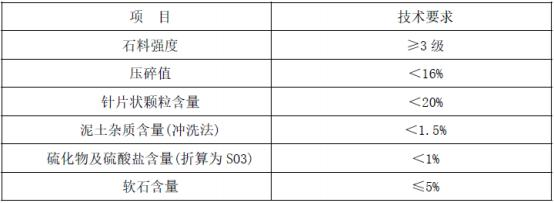 项 目 技术要求
石料强度 ≥3 级
压碎值 <16%
针片状颗粒含量 <20%
泥土杂质含量(冲洗法) <1.5%
硫化物及硫酸盐含量(折算为 S03) <1%
软石含量 ≤5%